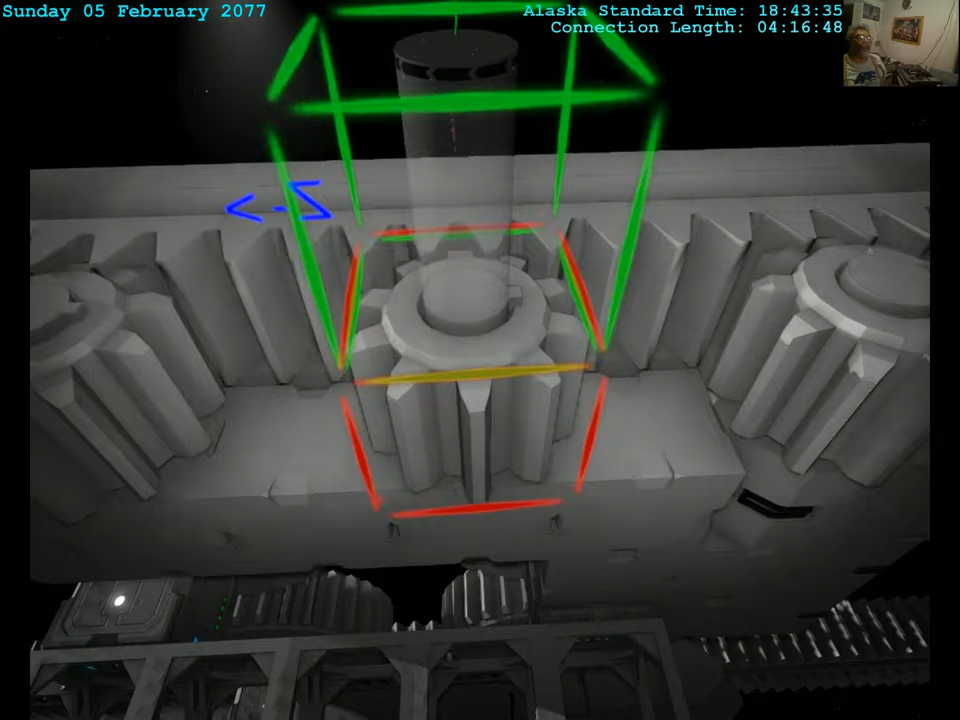 Sunday 05 February 2077
Alaska Standard Time: 18:43:35
Connection Length: 04:16:48